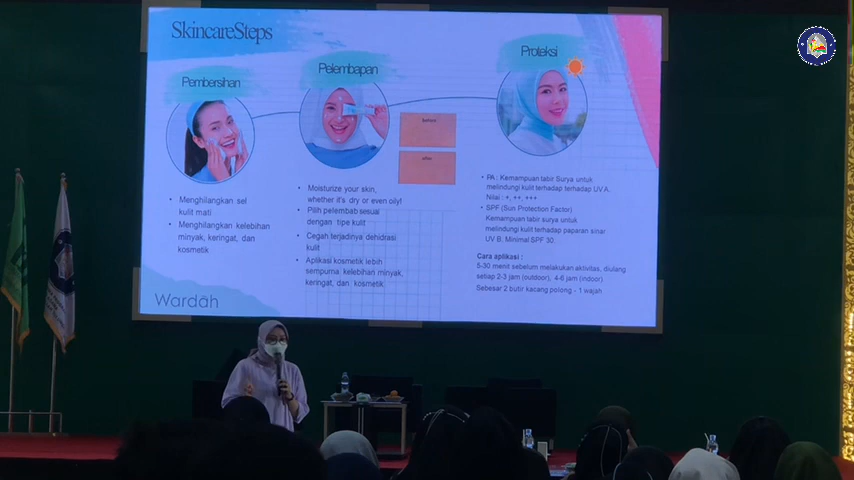 SkincareSteps
Pembersihan
Menghilangkan sel
kulit mati
Menghilangkan kelebihan
minyak, keringat, dan
kosmetik
Pelembapan
before
after
Moisturize your skin,
whether it's dry or even oily!
Pilih pelembab sesuai
dengan tipe kulit
Cegah terjadinya dehidrasi
kulit
Aplikasi kosmetik lebih
sempurna kelebihan minyak,
keringat, dan kosmetik
Proteksi
PA : Kemampuan tabir Surya untuk
melindungi kulit terhadap terhadap UV A.
Nilai : +, ++, +++
SPF (Sun Protection Factor)
Kemampuan tabir surya untuk
melindungi kulit terhadap paparan sinar
UV B. Minimal SPF 30.
Cara aplikasi :
5-30 menit sebelum melakukan aktivitas, diulang
setiap 2-3 jam (outdoor), 4-6 jam (indoor).
Sebesar 2 butir kacang polong - 1 wajah
Wardah